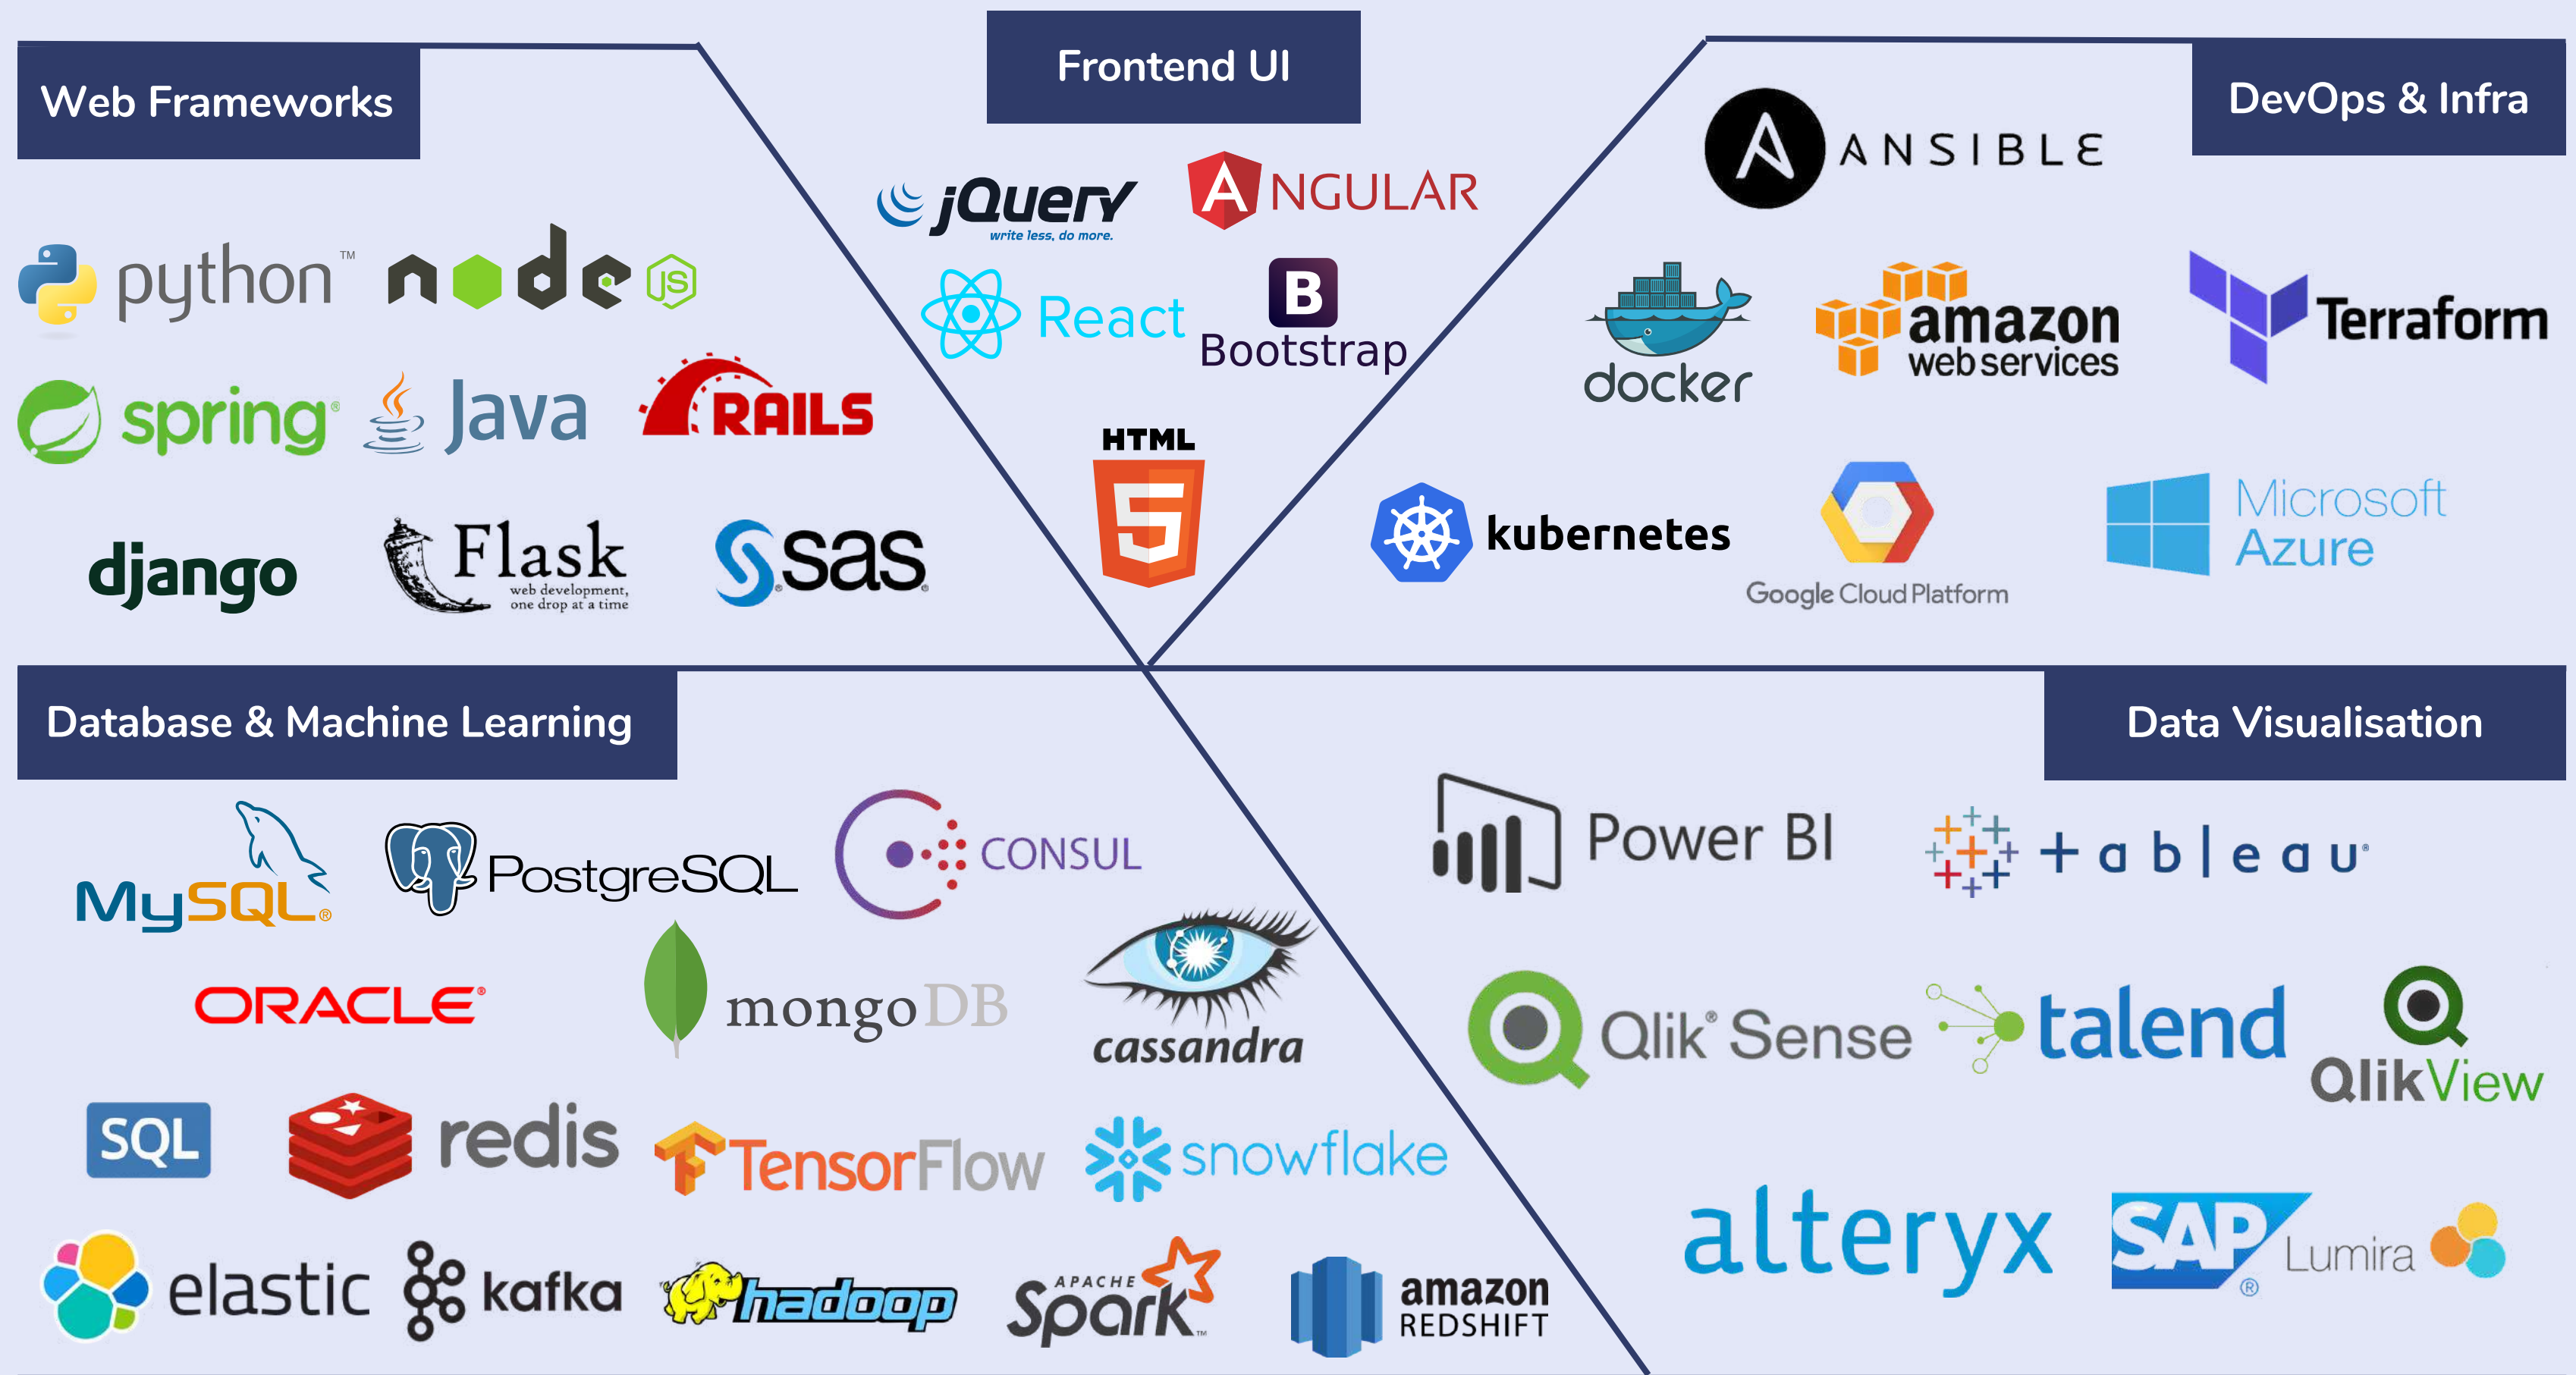 Web Frameworks
python™
node JS
spring®
Java
RAILS
django
Flask
web development,
one drop at a time
sas®
Frontend UI
jQuery
write less, do more.
ANGULAR
React
B
Bootstrap
HTML
5
DevOps & Infra
A ANSIBLE
docker
amazon
web services
Terraform
kubernetes
Google Cloud Platform
Microsoft
Azure
Database & Machine Learning
MySQL®
PostgreSQL
CONSUL
ORACLE®
mongoDB
cassandra
SQL
redis
TensorFlow
snowflake
elastic
kafka
hadoop
APACHE
Spark™
amazon
REDSHIFT
Data Visualisation
Power BI
+ableau®
Qlik® Sense
talend
QlikView
alteryx
SAP® Lumira